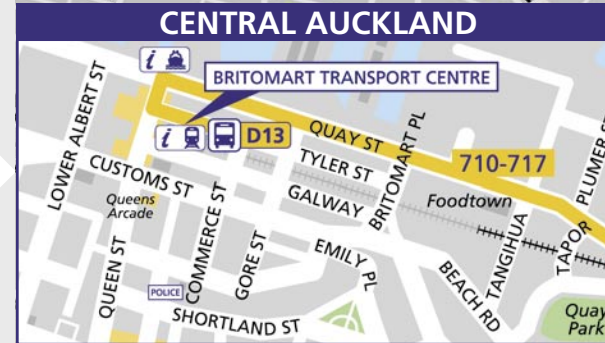 CENTRAL AUCKLAND
i
BRITOMART TRANSPORT CENTRE
LOWER ALBERT ST
i
D13
QUAY ST
BRITOMART PL
710-717
PLUMER S
CUSTOMS ST
TYLER ST
GALWAY
Queens
Arcade
Foodtown
QUEEN ST
COMMERCE ST
GORE ST
EMILY PL
BEACH RD
TANGIHUA
TAPOR
POLICE
SHORTLAND ST
Quay
Park